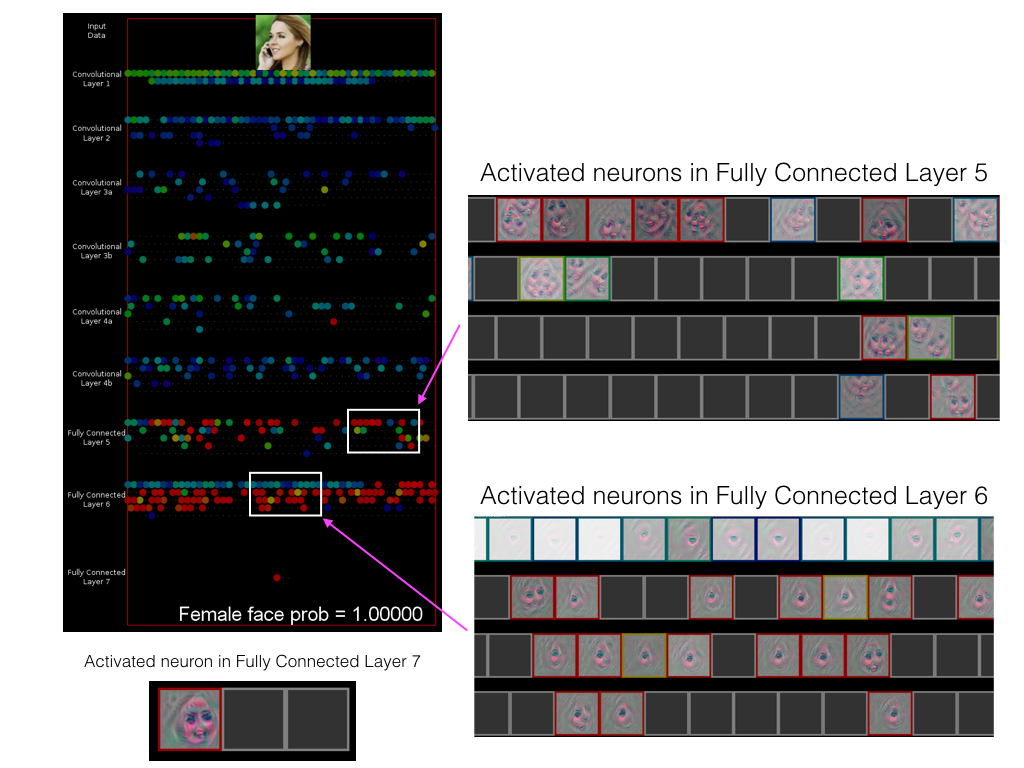 Input
Data
Convolutional
Layer 1
Convolutional
Layer 2
Convolutional
Layer 3a
Convolutional
Layer 3b
Convolutional
Layer 4a
Convolutional
Layer 4b
Fully Connected
Layer 5
Fully Connected
Layer 6
Fully Connected
Layer 7
Female face prob = 1.00000
Activated neuron in Fully Connected Layer 7
Activated neurons in Fully Connected Layer 5
Activated neurons in Fully Connected Layer 6